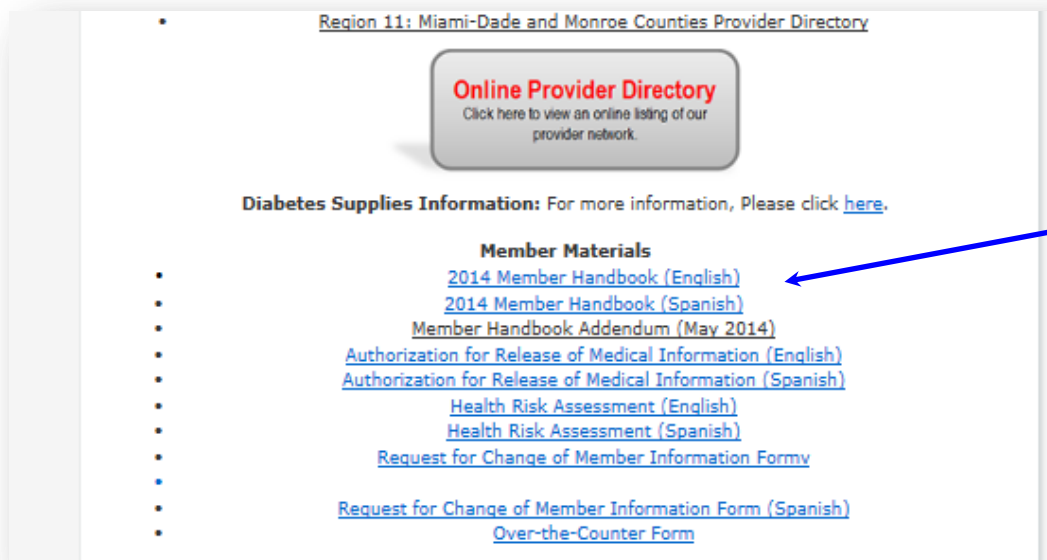 • Region 11: Miami-Dade and Monroe Counties Provider Directory
Online Provider Directory
Click here to view an online listing of our
provider network.
Diabetes Supplies Information: For more information, Please click here.
Member Materials
• 2014 Member Handbook (English)
• 2014 Member Handbook (Spanish)
• Member Handbook Addendum (May 2014)
• Authorization for Release of Medical Information (English)
• Authorization for Release of Medical Information (Spanish)
• Health Risk Assessment (English)
• Health Risk Assessment (Spanish)
• Request for Change of Member Information Formv
•
• Request for Change of Member Information Form (Spanish)
• Over-the-Counter Form